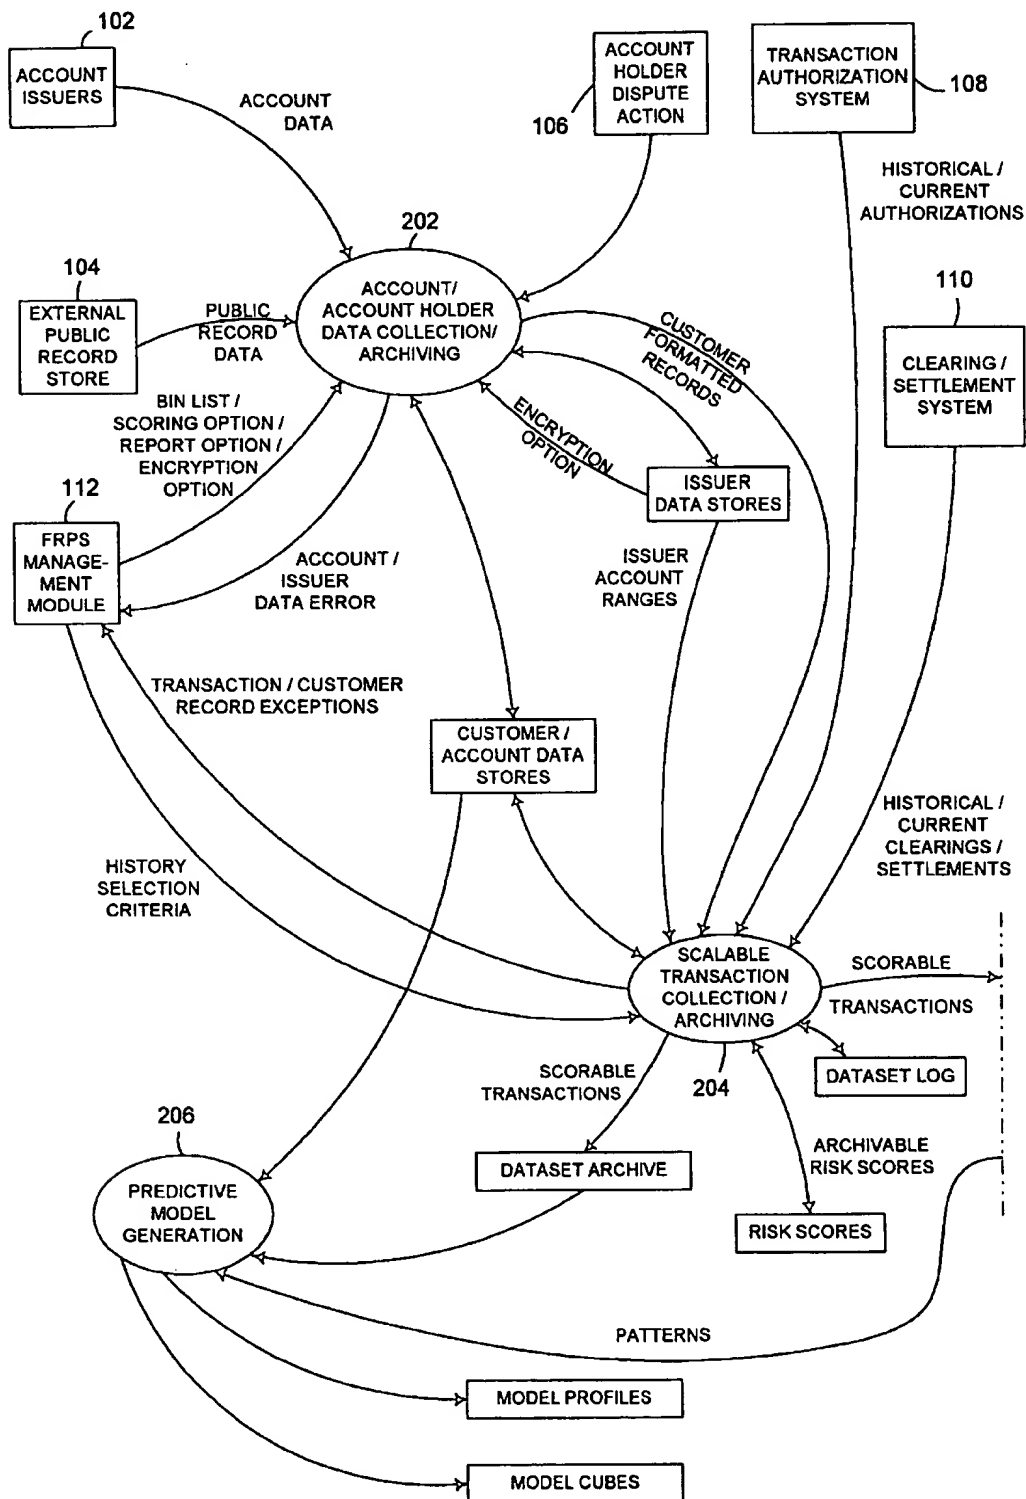 102
ACCOUNT
ISSUERS
ACCOUNT
DATA
ACCOUNT
HOLDER
DISPUTE
ACTION
106
TRANSACTION
AUTHORIZATION
SYSTEM
108
HISTORICAL /
CURRENT
AUTHORIZATIONS
202
ACCOUNT/
ACCOUNT HOLDER
DATA COLLECTION/
ARCHIVING
104
EXTERNAL
PUBLIC
RECORD
STORE
PUBLIC
RECORD
DATA
110
CLEARING /
SETTLEMENT
SYSTEM
CUSTOMER
FORMATTED
RECORDS
ENCRYPTION
OPTION
BIN LIST /
SCORING OPTION /
REPORT OPTION /
ENCRYPTION
OPTION
ISSUER
DATA STORES
112
FRPS
MANAGE-
MENT
MODULE
ACCOUNT /
ISSUER
DATA ERROR
ISSUER
ACCOUNT
RANGES
TRANSACTION / CUSTOMER
RECORD EXCEPTIONS
CUSTOMER /
ACCOUNT DATA
STORES
HISTORICAL /
CURRENT
CLEARINGS /
SETTLEMENTS
HISTORY
SELECTION
CRITERIA
SCALABLE
TRANSACTION
COLLECTION /
ARCHIVING
204
SCORABLE
TRANSACTIONS
DATASET LOG
SCORABLE
TRANSACTIONS
ARCHIVABLE
RISK SCORES
206
PREDICTIVE
MODEL
GENERATION
DATASET ARCHIVE
RISK SCORES
PATTERNS
MODEL PROFILES
MODEL CUBES